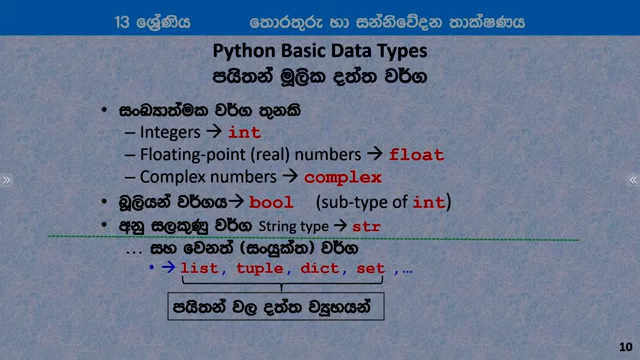 13 ශ්‍රේණිය තොරතුරු හා සන්නිවේදන තාක්ෂණය
Python Basic Data Types
පයිතන් මූලික දත්ත වර්ග
• සංඛ්‍යාත්මක වර්ග තුනකි
– Integers → int
– Floating-point (real) numbers → float
– Complex numbers → complex
• බූලියන් වර්ගය→ bool (sub-type of int)
• අනු සලකුණු වර්ග String type → str
… සහ වෙනත් (සංයුක්ත) වර්ග
• → list, tuple, dict, set ,…
පයිතන් වල දත්ත ව්‍යුහයන්
10